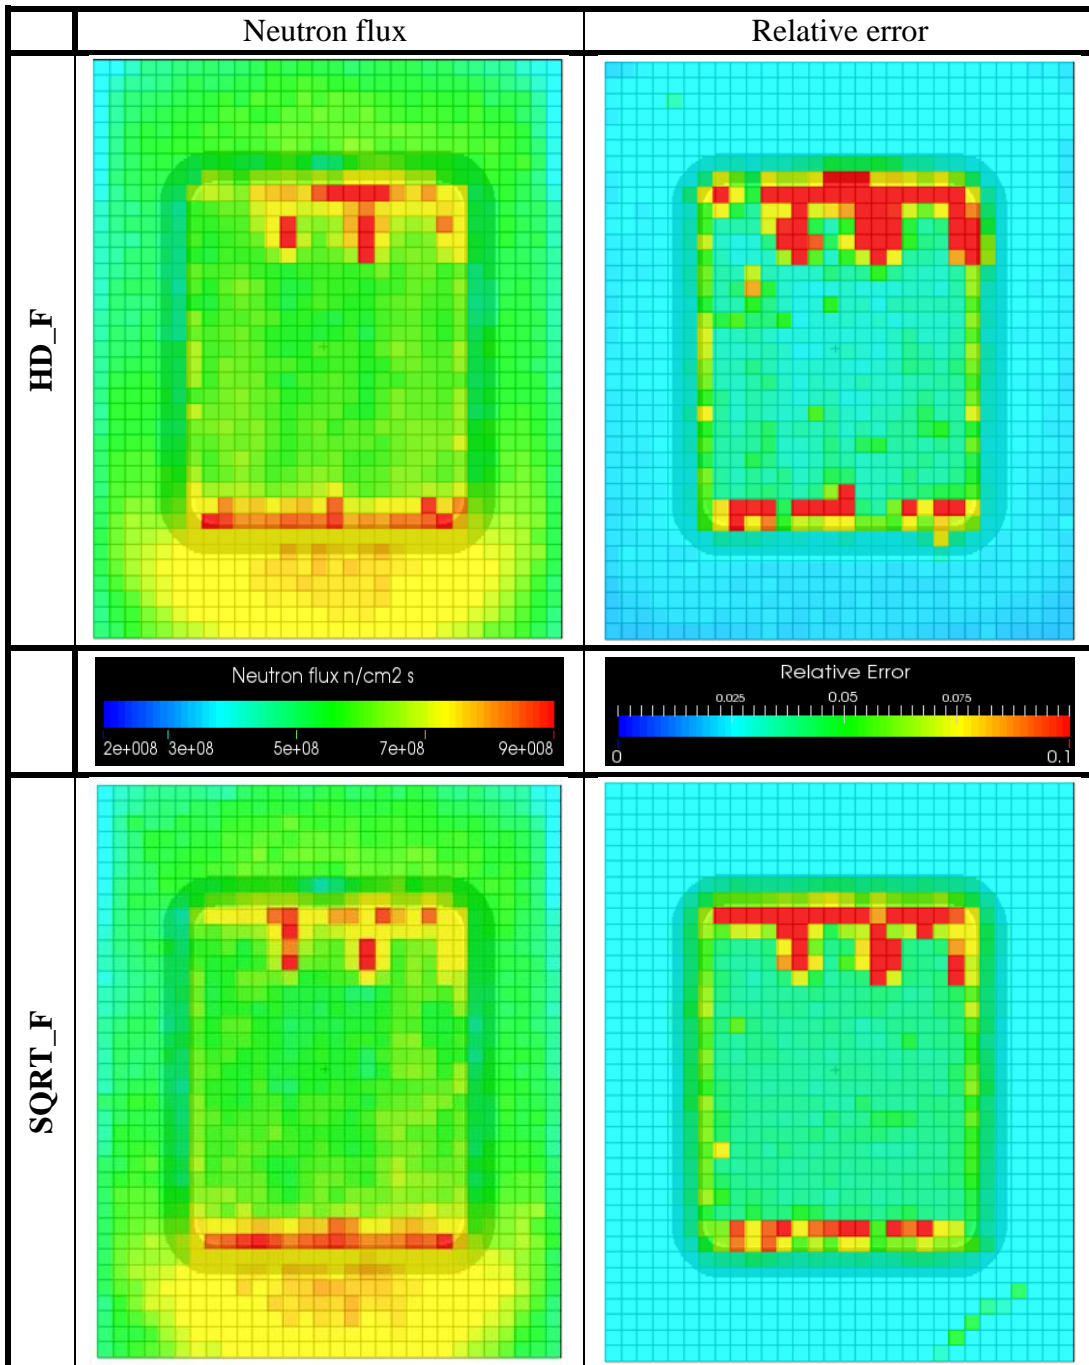 Neutron flux
Relative error
HD_F
Neutron flux n/cm2 s
2e+008 3e+08 5e+08 7e+08 9e+008
Relative Error
0.025 0.05 0.075
0 0.1
SQRT_F